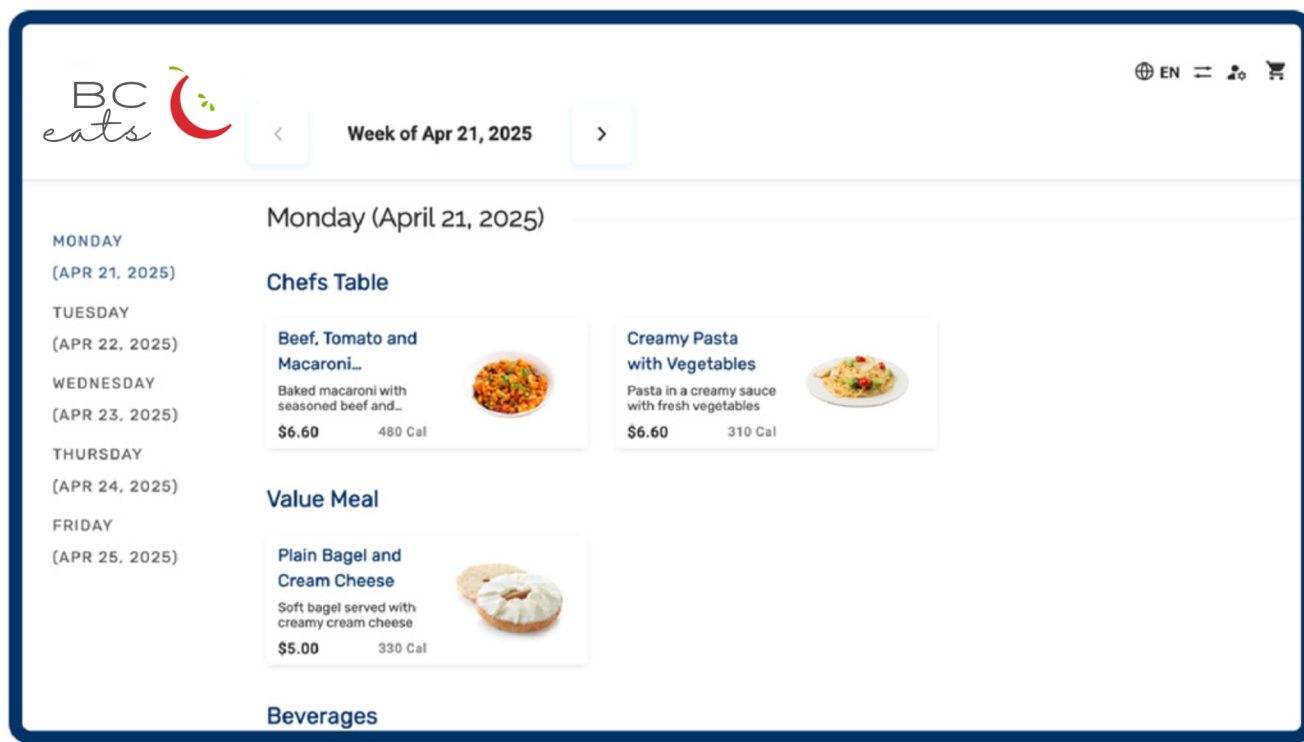 BC
eats
EN
Week of Apr 21, 2025
MONDAY
(APR 21, 2025)
TUESDAY
(APR 22, 2025)
WEDNESDAY
(APR 23, 2025)
THURSDAY
(APR 24, 2025)
FRIDAY
(APR 25, 2025)
Monday (April 21, 2025)
Chefs Table
Beef, Tomato and
Macaroni...
Baked macaroni with
seasoned beef and...
$6.60 480 Cal
Creamy Pasta
with Vegetables
Pasta in a creamy sauce
with fresh vegetables
$6.60 310 Cal
Value Meal
Plain Bagel and
Cream Cheese
Soft bagel served with
creamy cream cheese
$5.00 330 Cal
Beverages